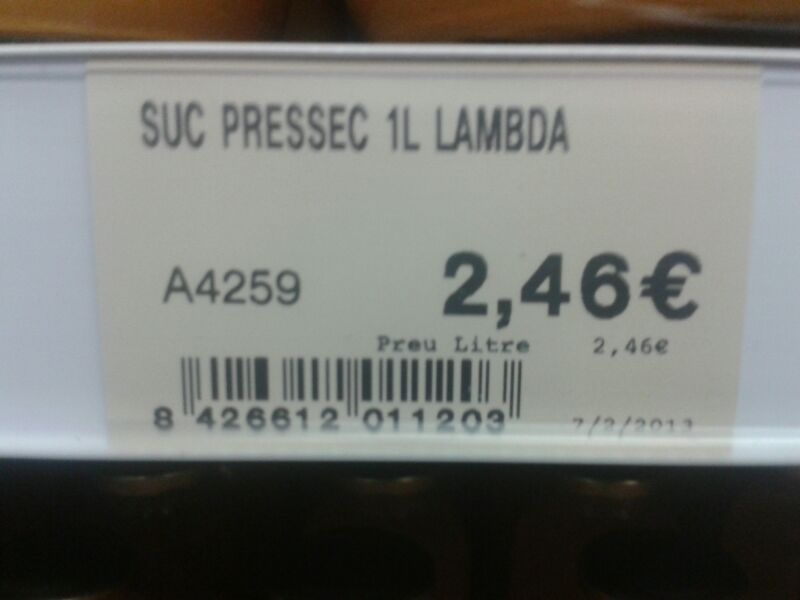 SUC PRESSEC 1L LAMBDA
A4259 2,46€
Preu Litre 2,46€
8 426612 011203 7/2/2013